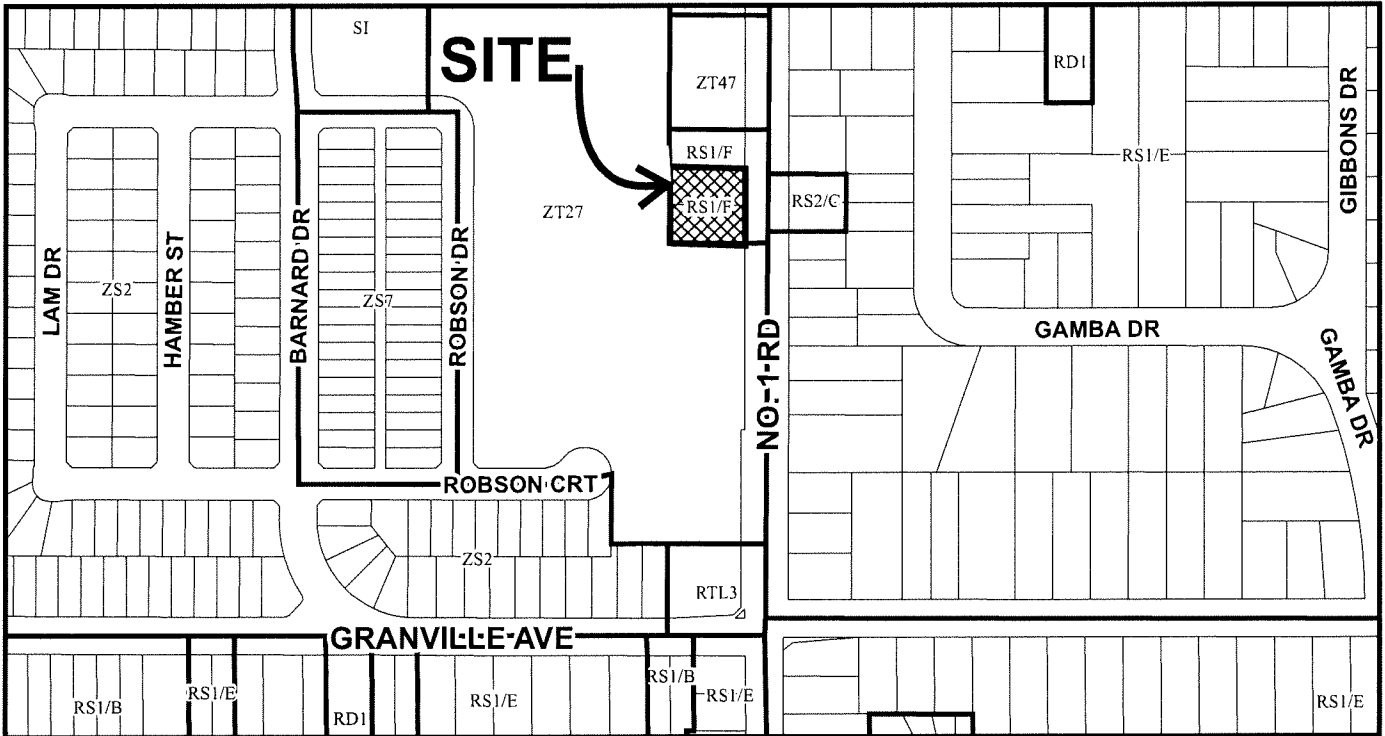 SI
SITE
RD1
ZT47
GIBBONS DR
RS1/F
RS1/E
RS1/F
RS2/C
ZT27
LAM DR
ZS2
HAMBER ST
BARNARD DR
ZS7
ROBSON DR
NO. 1 RD
GAMBA DR
GAMBA DR
ROBSON CRT
ZS2
RTL3
GRANVILLE AVE
RS1/B
RS1/E
RD1
RS1/E
RS1/B
RS1/E
RS1/E